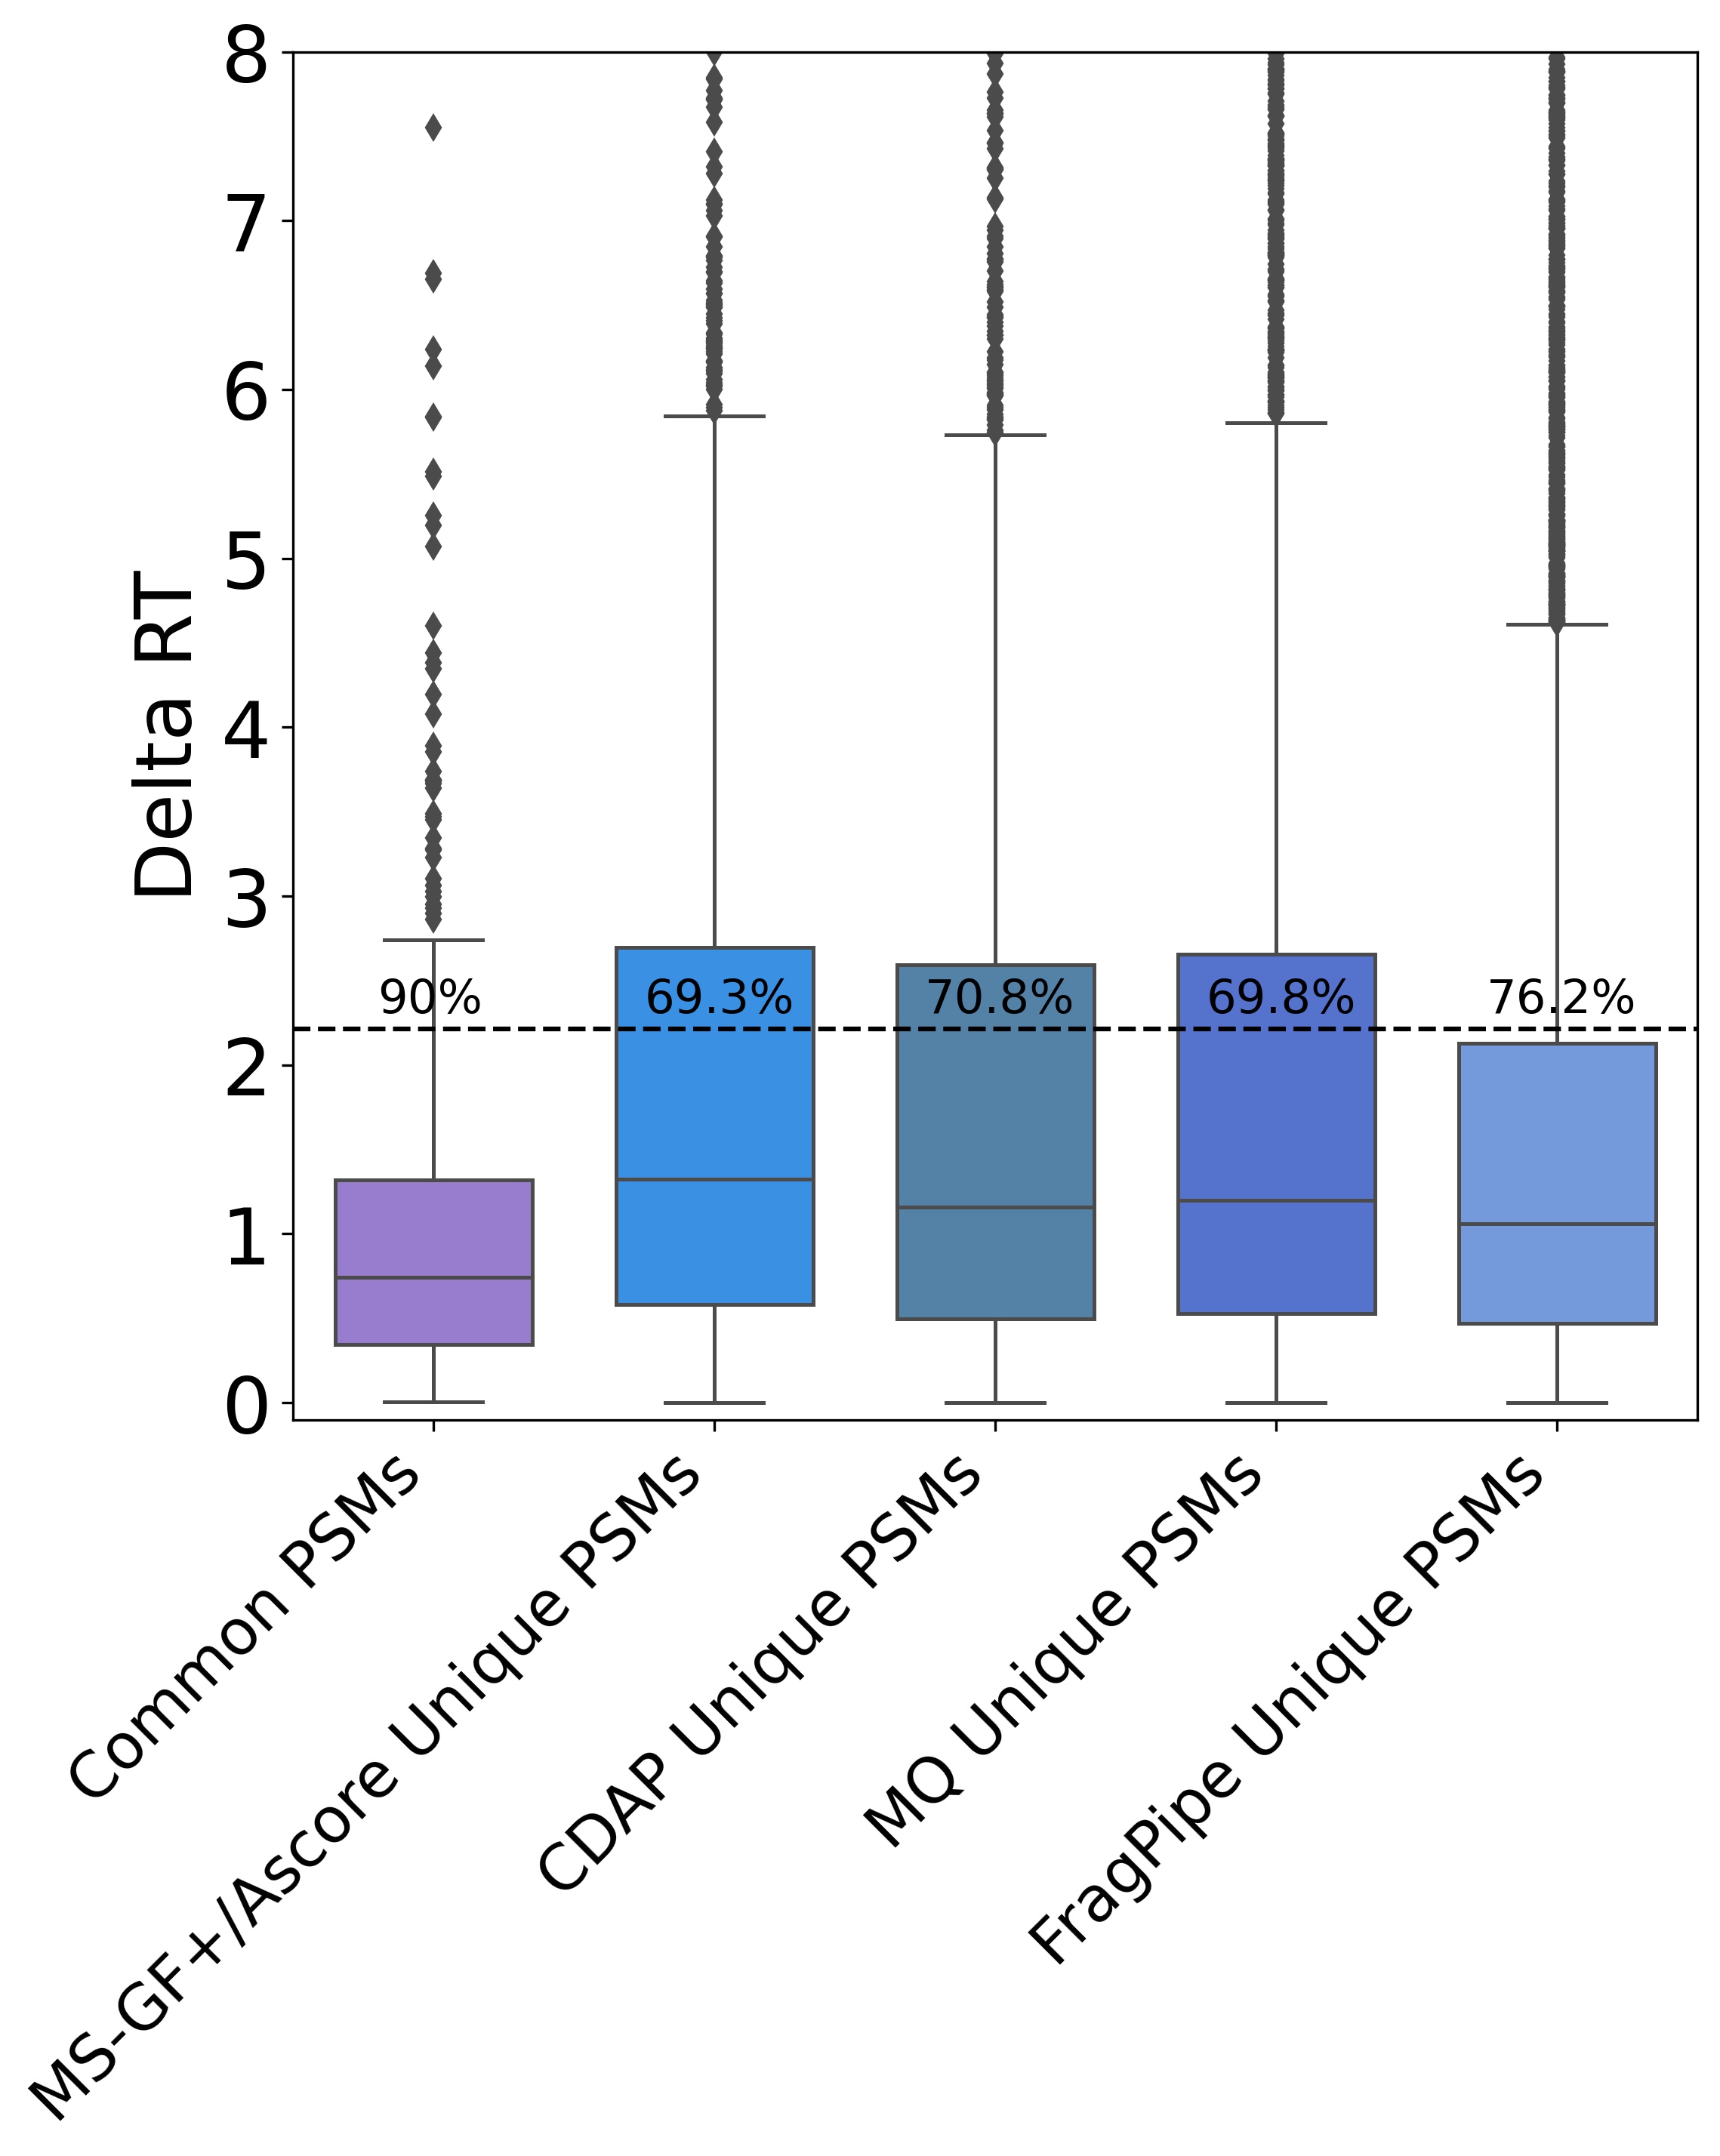 8
7
6
5
4
3
2
1
0
Delta RT
90%
69.3%
70.8%
69.8%
76.2%
Common PSMs
MS-GF+/Ascore Unique PSMs
CDAP Unique PSMs
MQ Unique PSMs
FragPipe Unique PSMs